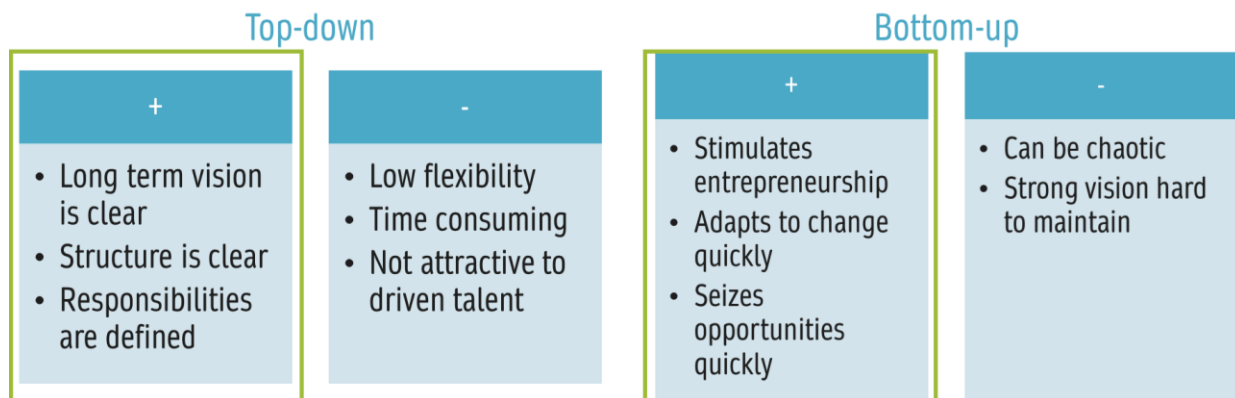 Top-down
+
• Long term vision
is clear
• Structure is clear
• Responsibilities
are defined
-
• Low flexibility
• Time consuming
• Not attractive to
driven talent
Bottom-up
+
• Stimulates
entrepreneurship
• Adapts to change
quickly
• Seizes
opportunities
quickly
-
• Can be chaotic
• Strong vision hard
to maintain